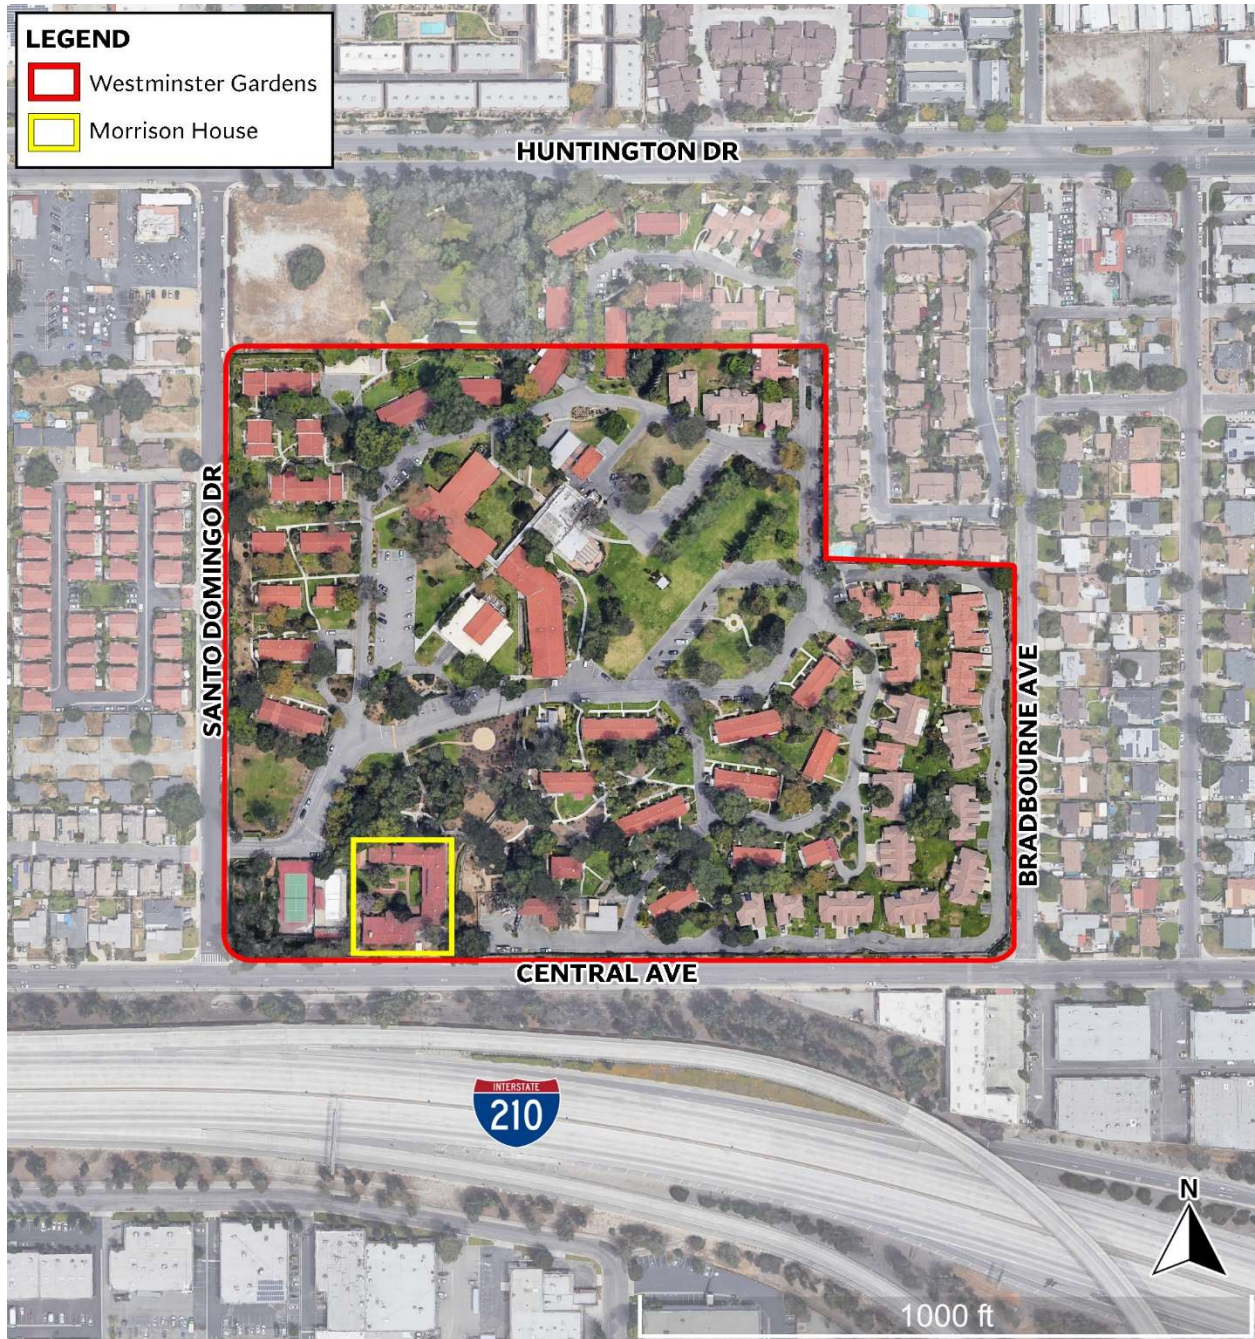 LEGEND
Westminster Gardens
Morrison House
HUNTINGTON DR
SANTO DOMINGO DR
BRADBOURNE AVE
CENTRAL AVE
INTERSTATE
210
N
1000 ft